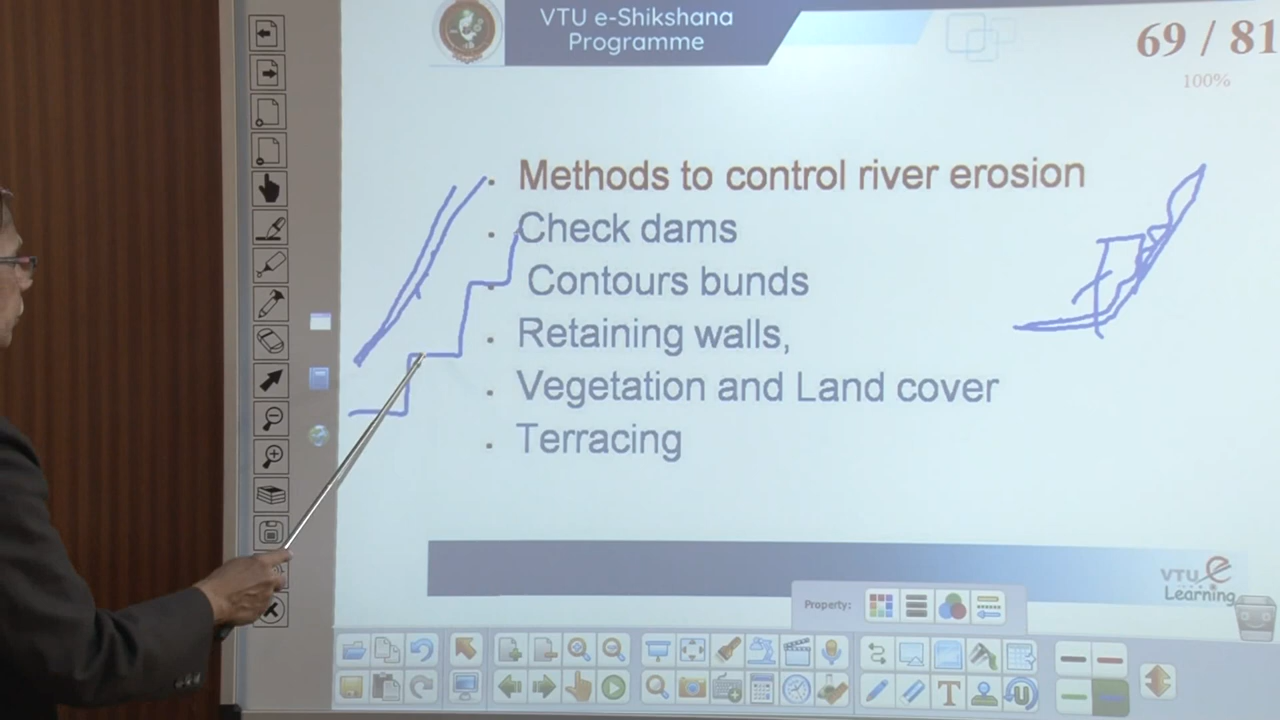 VTU e-Shikshana
Programme
69 / 81
100%
Methods to control river erosion
Check dams
Contours bunds
Retaining walls,
Vegetation and Land cover
Terracing
VTU e
Learning
Property: